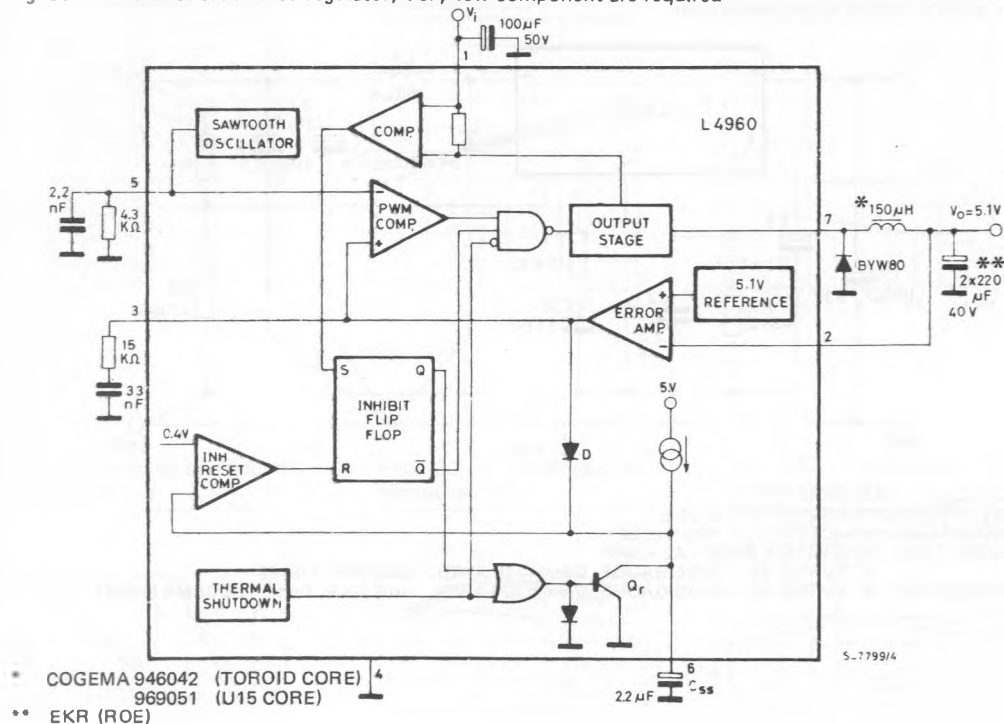 Vi
100µF
50V
1
L4960
SAWTOOTH
OSCILLATOR
COMP.
5
2,2
nF
4.3
KΩ
-
PWM
COMP.
+
OUTPUT
STAGE
7
*
150µH
Vo=5.1V
BYW80
**
2x220
µF
40V
5.1V
REFERENCE
+
ERROR
AMP.
-
2
3
15
KΩ
33
nF
S Q
INHIBIT
FLIP
FLOP
R Q̄
5V
D
0.4V
INH
RESET
COMP.
THERMAL
SHUTDOWN
Qr
S-7799/4
4
6
Css
2.2µF
* COGEMA 946042 (TOROID CORE)
969051 (U15 CORE)
** EKR (ROE)